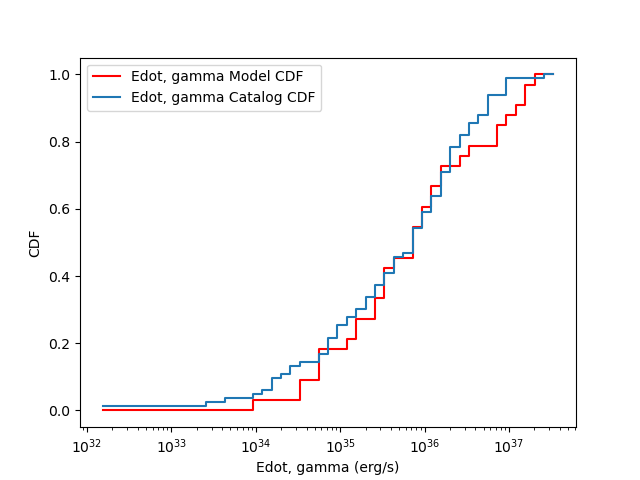 Edot, gamma Model CDF
Edot, gamma Catalog CDF
1.0
0.8
0.6
0.4
0.2
0.0
CDF
10^32 10^33 10^34 10^35 10^36 10^37
Edot, gamma (erg/s)